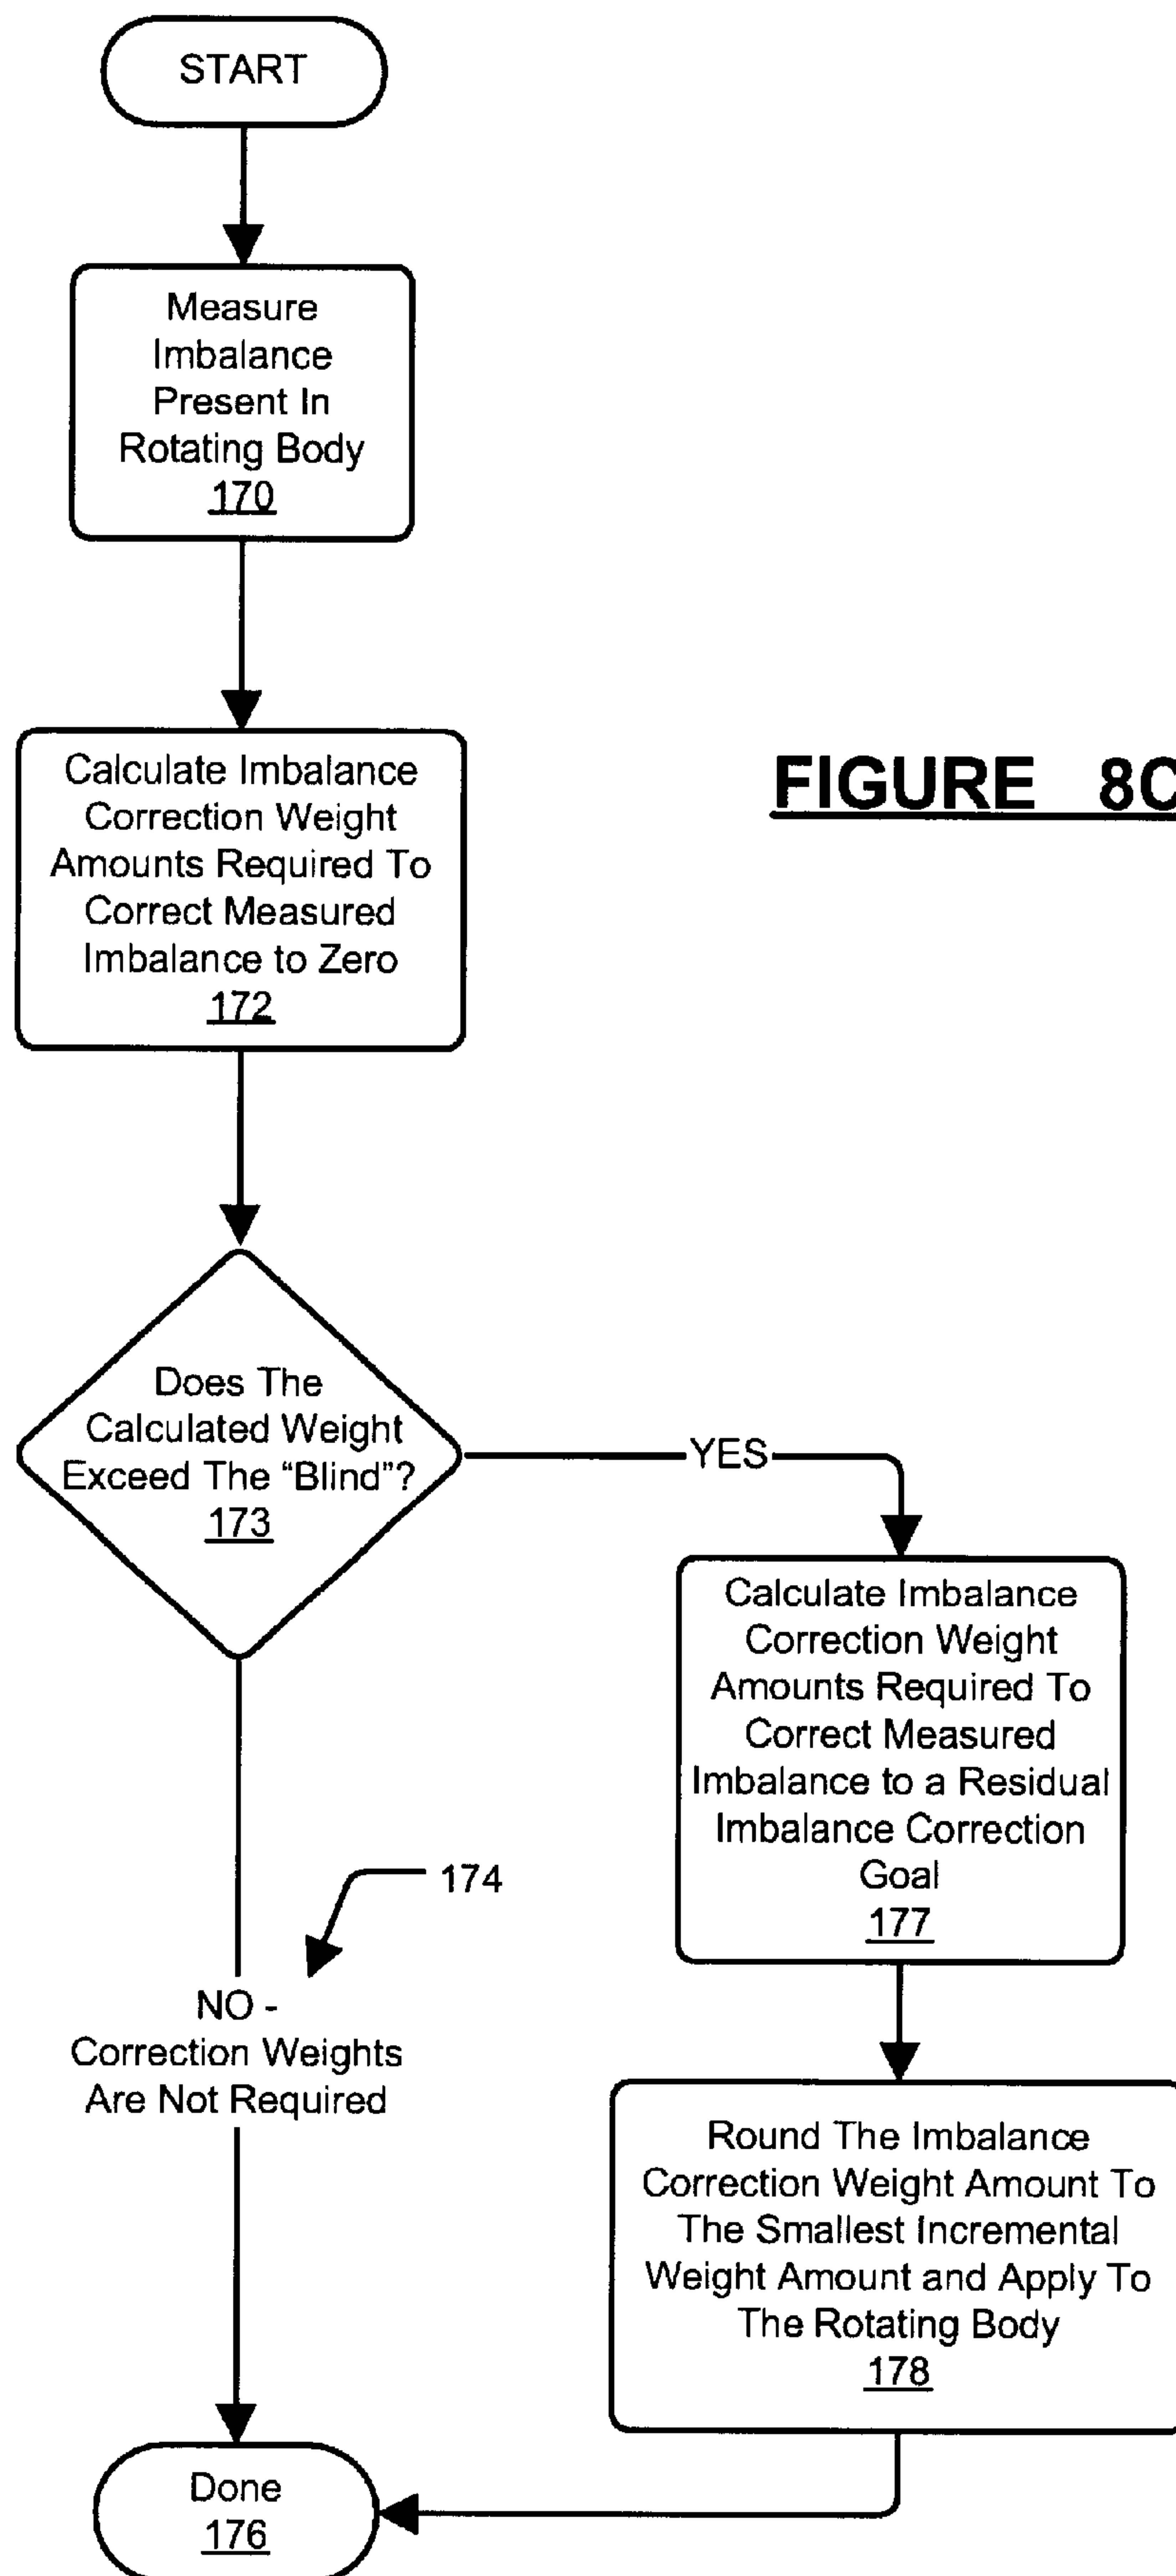 START
Measure
Imbalance
Present In
Rotating Body
170
Calculate Imbalance
Correction Weight
Amounts Required To
Correct Measured
Imbalance to Zero
172
FIGURE 8C
Does The
Calculated Weight
Exceed The “Blind”?
173
YES
Calculate Imbalance
Correction Weight
Amounts Required To
Correct Measured
Imbalance to a Residual
Imbalance Correction
Goal
177
174
NO -
Correction Weights
Are Not Required
Round The Imbalance
Correction Weight Amount To
The Smallest Incremental
Weight Amount and Apply To
The Rotating Body
178
Done
176